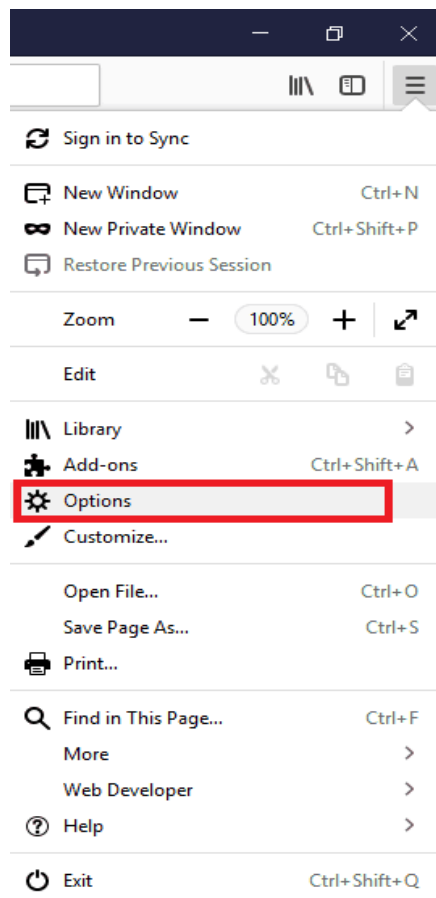 Sign in to Sync
New Window Ctrl+N
New Private Window Ctrl+Shift+P
Restore Previous Session
Zoom 100%
Edit
Library
Add-ons Ctrl+Shift+A
Options
Customize...
Open File... Ctrl+O
Save Page As... Ctrl+S
Print...
Find in This Page... Ctrl+F
More
Web Developer
Help
Exit Ctrl+Shift+Q